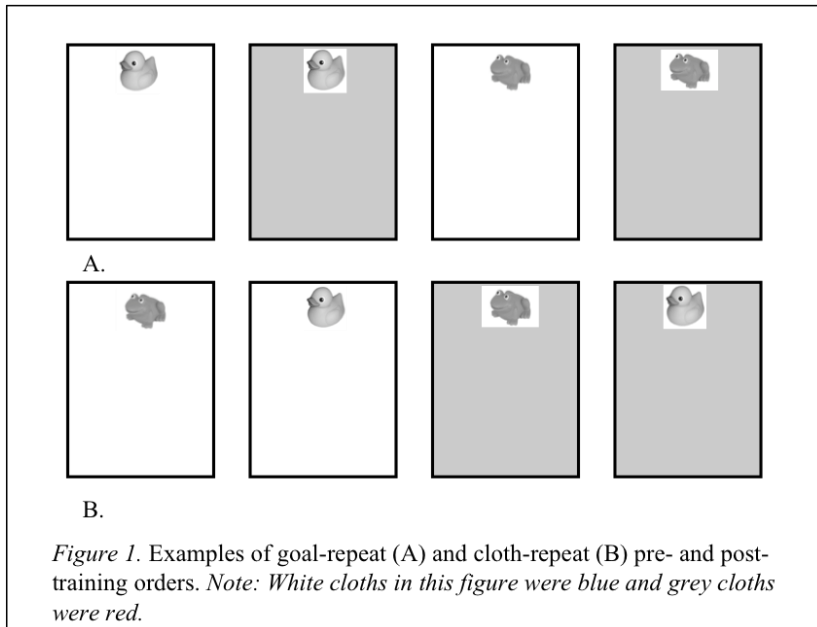 A.
B.
Figure 1. Examples of goal-repeat (A) and cloth-repeat (B) pre- and post-
training orders. Note: White cloths in this figure were blue and grey cloths
were red.